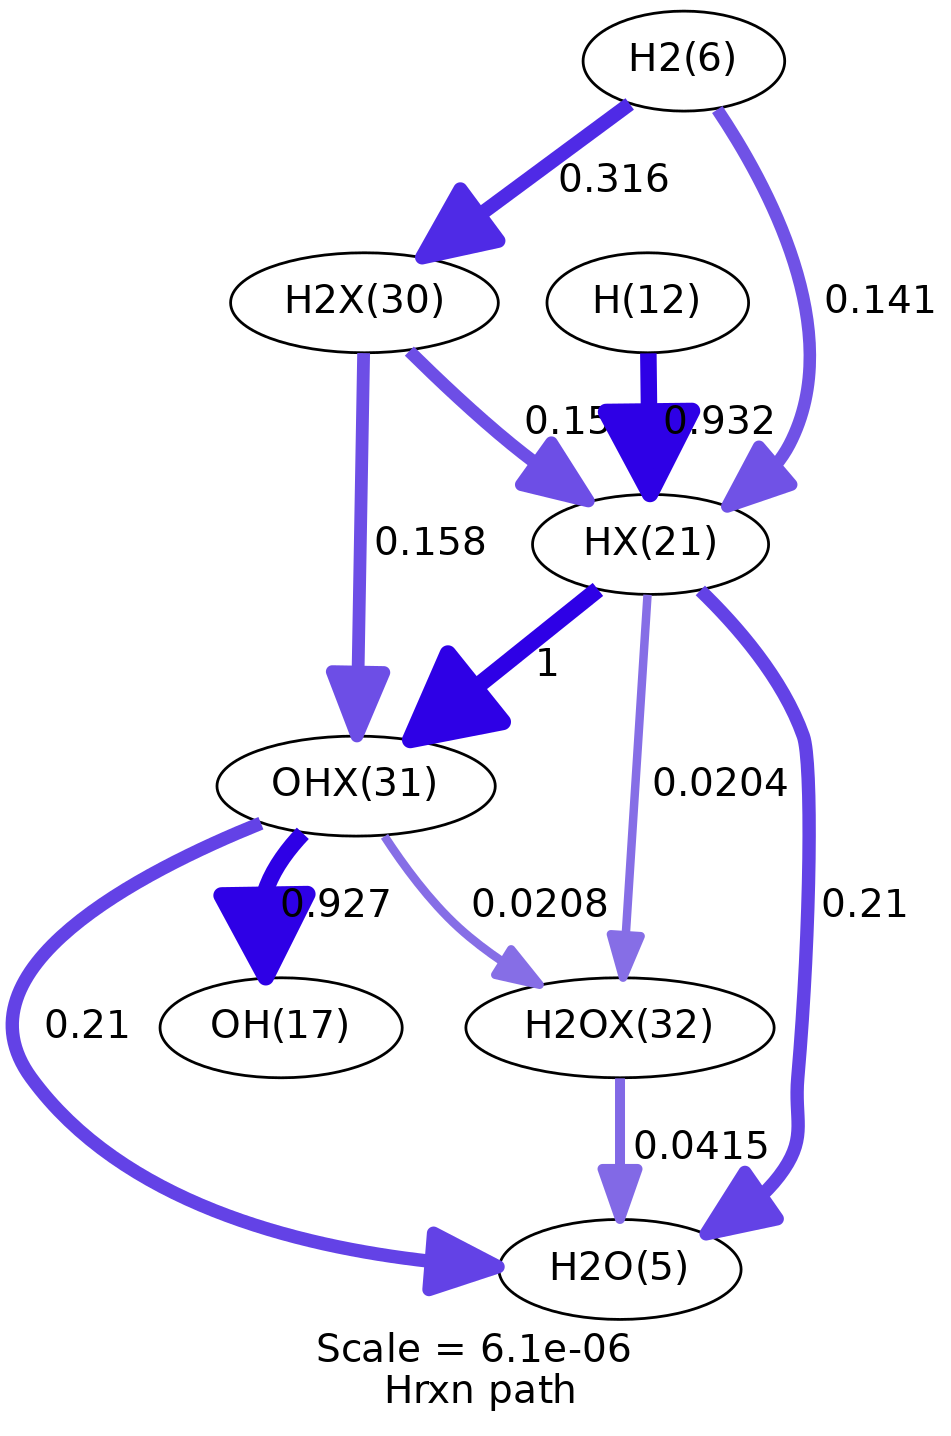 H2(6)
0.316
H2X(30)
H(12)
0.141
0.932
0.158
HX(21)
1
OHX(31)
0.0204
0.927
0.0208
0.21
0.21
OH(17)
H2OX(32)
0.0415
H2O(5)
Scale = 6.1e-06
Hrxn path